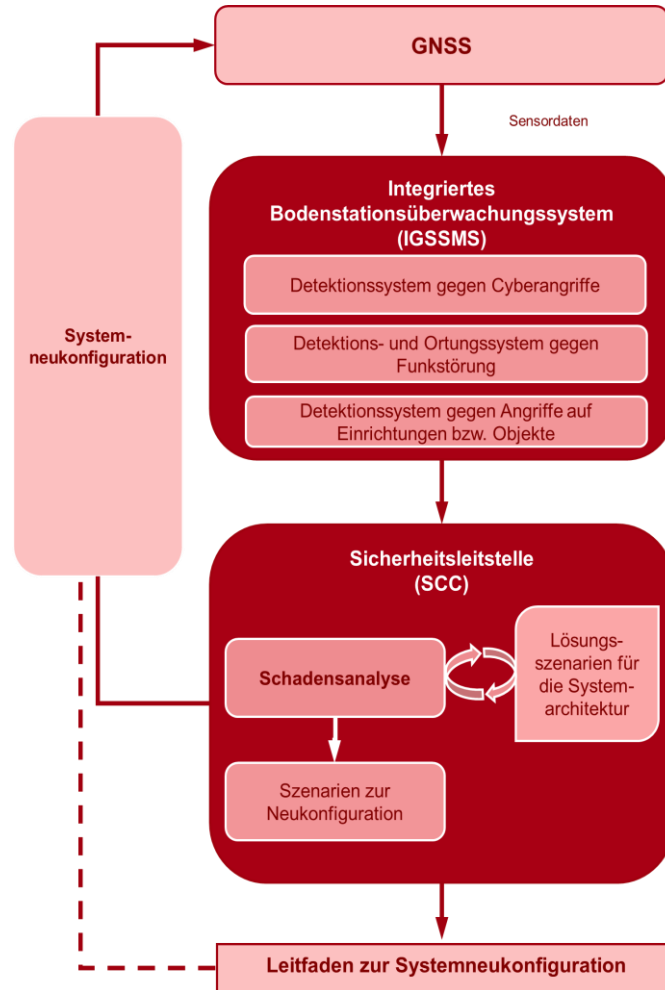 GNSS
Sensordaten
Integriertes
Bodenstationsüberwachungssystem
(IGSSMS)
Detektionssystem gegen Cyberangriffe
Detektions- und Ortungssystem gegen
Funkstörung
Detektionssystem gegen Angriffe auf
Einrichtungen bzw. Objekte
System-
neukonfiguration
Sicherheitsleitstelle
(SCC)
Schadensanalyse
Lösungs-
szenarien für
die System-
architektur
Szenarien zur
Neukonfiguration
Leitfaden zur Systemneukonfiguration